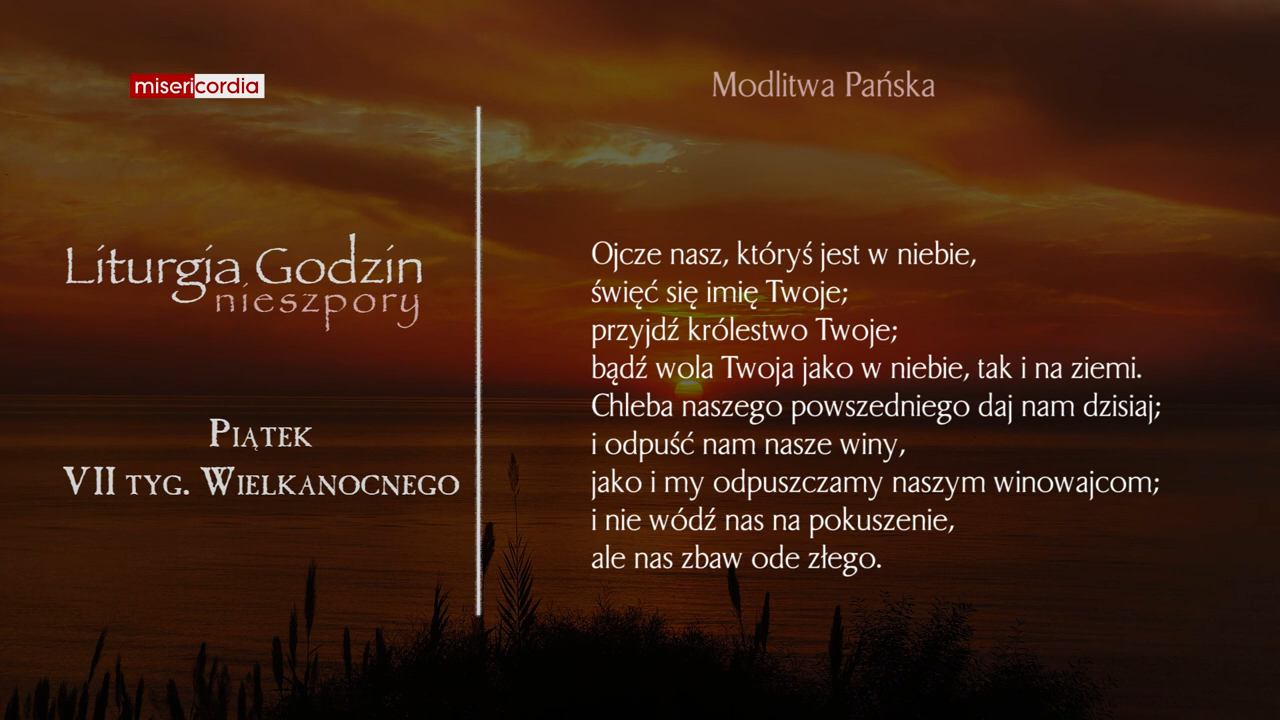 misericordia
Modlitwa Pańska
Liturgia Godzin
nieszpory
Piątek
VII tyg. Wielkanocnego
Ojcze nasz, któryś jest w niebie,
święć się imię Twoje;
przyjdź królestwo Twoje;
bądź wola Twoja jako w niebie, tak i na ziemi.
Chleba naszego powszedniego daj nam dzisiaj;
i odpuść nam nasze winy,
jako i my odpuszczamy naszym winowajcom;
i nie wódź nas na pokuszenie,
ale nas zbaw ode złego.